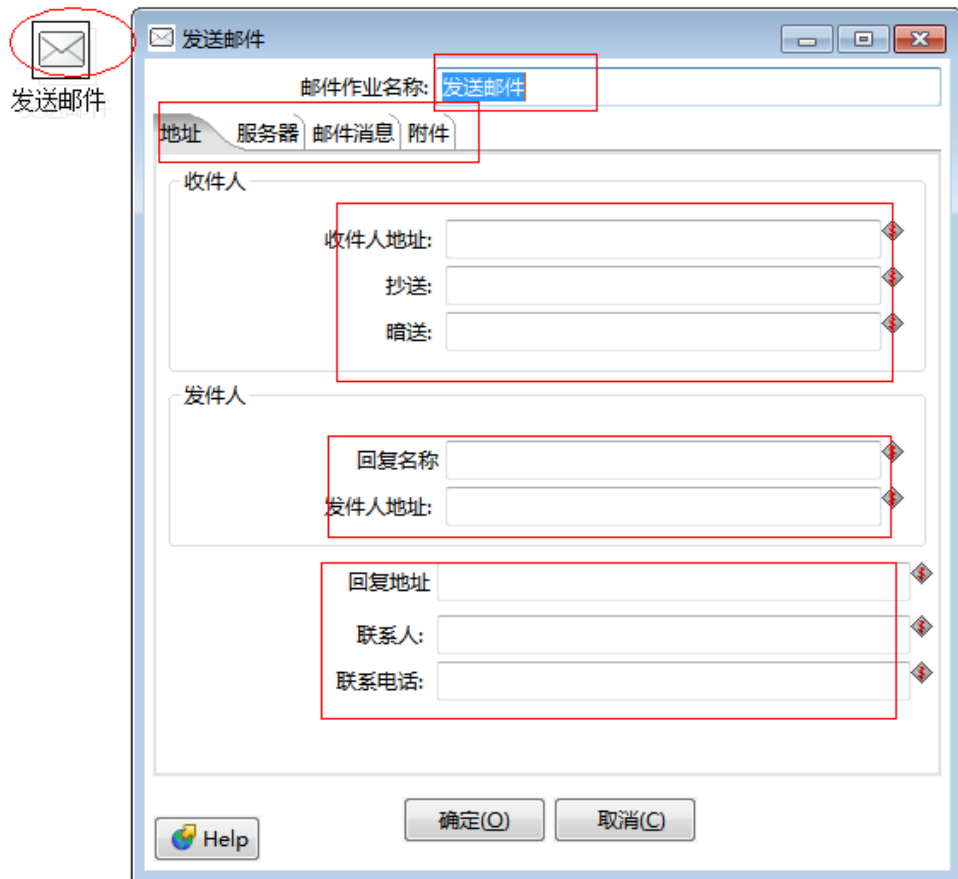 发送邮件
发送邮件
邮件作业名称: 发送邮件
地址 服务器 邮件消息 附件
收件人
收件人地址:
抄送:
暗送:
发件人
回复名称
发件人地址:
回复地址
联系人:
联系电话:
Help 确定(O) 取消(C)